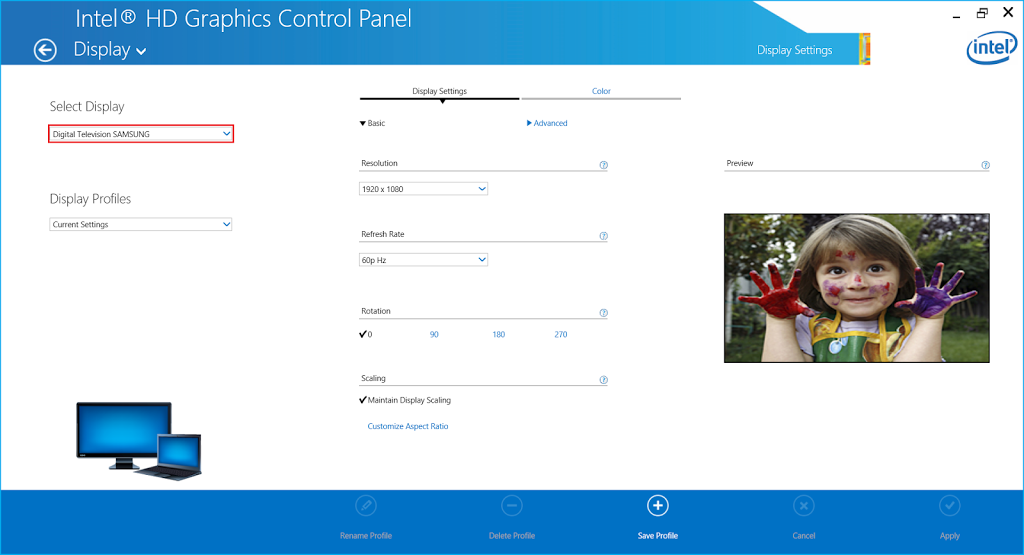 Intel® HD Graphics Control Panel
Display
Display Settings
intel®
Select Display
Digital Television SAMSUNG
Display Profiles
Current Settings
Display Settings
Color
Basic
Advanced
Resolution
?
1920 x 1080
Refresh Rate
?
60p Hz
Rotation
?
0 90 180 270
Scaling
?
Maintain Display Scaling
Customize Aspect Ratio
Preview
?
Rename Profile
Delete Profile
Save Profile
Cancel
Apply